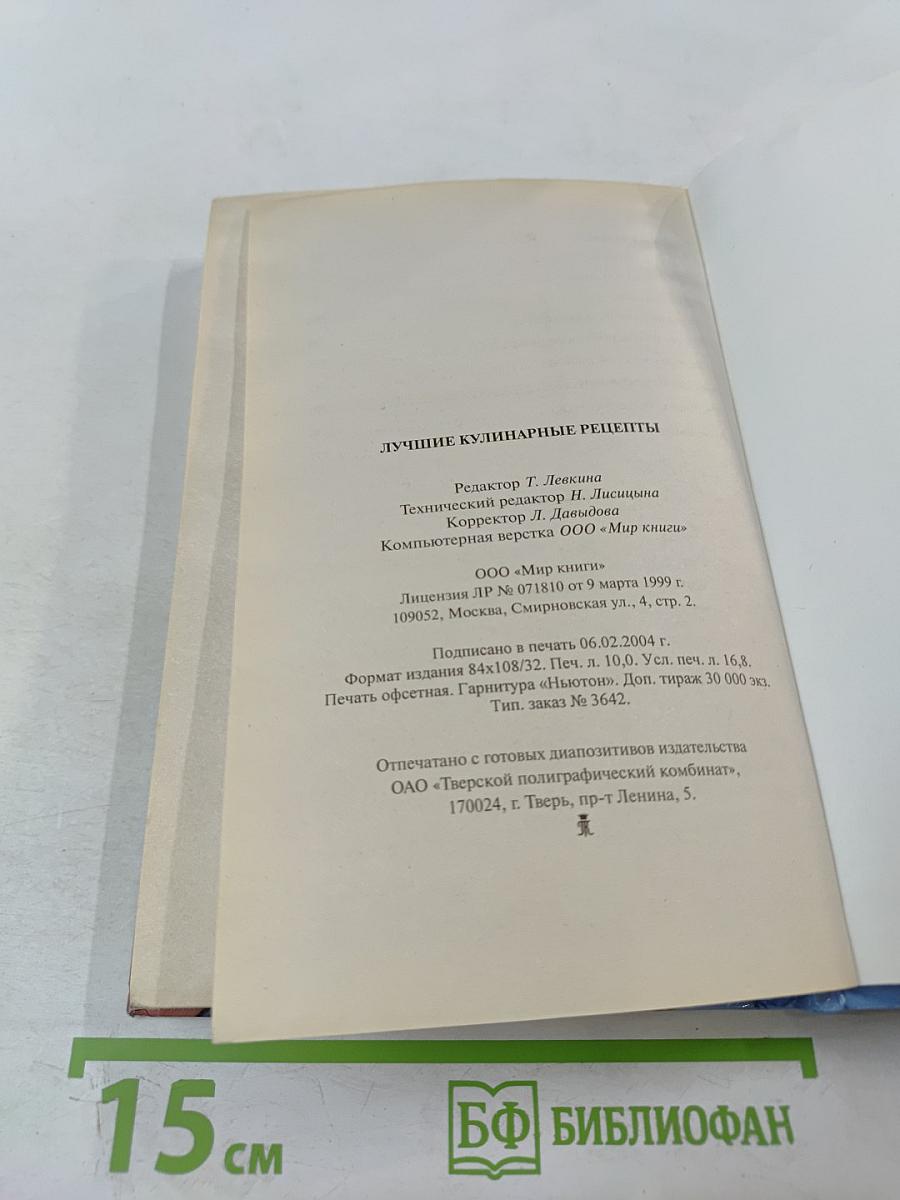 ЛУЧШИЕ КУЛИНАРНЫЕ РЕЦЕПТЫ
Редактор Т. Левкина
Технический редактор Н. Лисицына
Корректор Л. Давыдова
Компьютерная верстка ООО «Мир книги»
ООО «Мир книги»
Лицензия ЛР № 071810 от 9 марта 1999 г.
109052, Москва, Смирновская ул., 4, стр. 2.
Подписано в печать 06.02.2004 г.
Формат издания 84x108/32. Печ. л. 10,0. Усл. печ. л. 16,8.
Печать офсетная. Гарнитура «Ньютон». Доп. тираж 30 000 экз.
Тип. заказ № 3642.
Отпечатано с готовых диапозитивов издательства
ОАО «Тверской полиграфический комбинат»,
170024, г. Тверь, пр-т Ленина, 5.
15 см
БФ БИБЛИОФАН